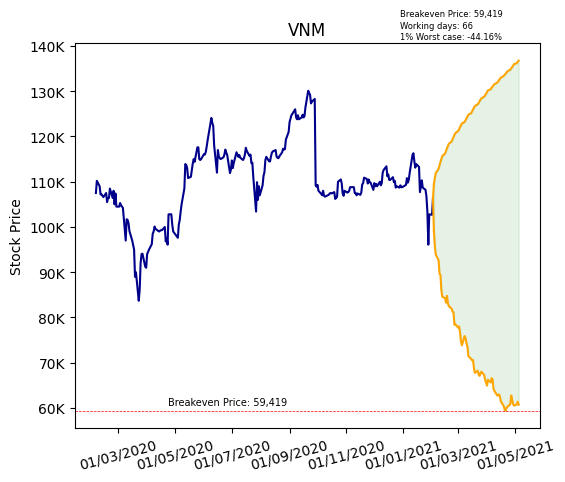 Breakeven Price: 59,419
Working days: 66
1% Worst case: -44.16%
VNM
Stock Price
140K
130K
120K
110K
100K
90K
80K
70K
60K
Breakeven Price: 59,419
01/03/2020
01/05/2020
01/07/2020
01/09/2020
01/11/2020
01/01/2021
01/03/2021
01/05/2021